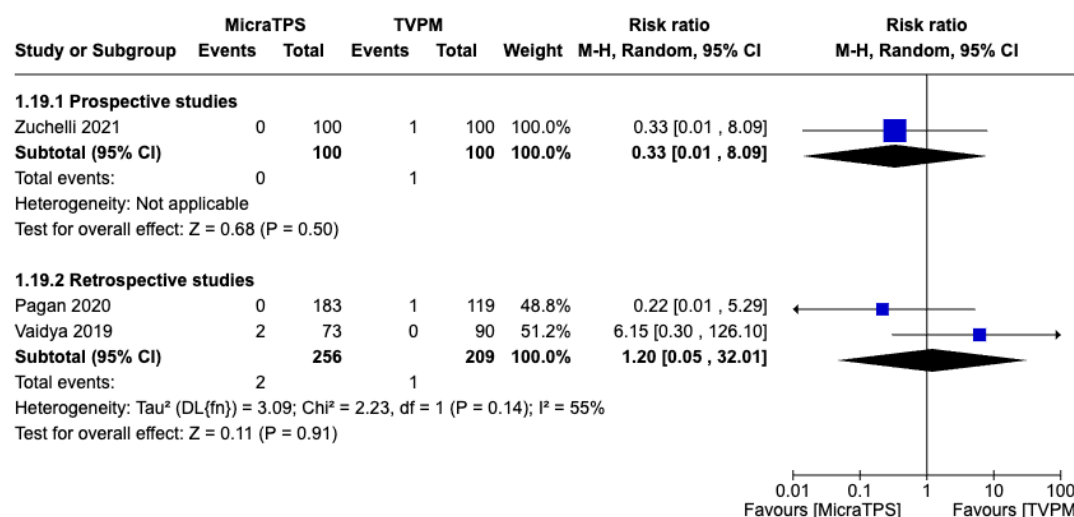 MicraTPS TVPM Risk ratio Risk ratio
Study or Subgroup Events Total Events Total Weight M-H, Random, 95% CI M-H, Random, 95% CI
1.19.1 Prospective studies
Zuchelli 2021 0 100 1 100 100.0% 0.33 [0.01 , 8.09]
Subtotal (95% CI) 100 100 100.0% 0.33 [0.01 , 8.09]
Total events: 0 1
Heterogeneity: Not applicable
Test for overall effect: Z = 0.68 (P = 0.50)
1.19.2 Retrospective studies
Pagan 2020 0 183 1 119 48.8% 0.22 [0.01 , 5.29]
Vaidya 2019 2 73 0 90 51.2% 6.15 [0.30 , 126.10]
Subtotal (95% CI) 256 209 100.0% 1.20 [0.05 , 32.01]
Total events: 2 1
Heterogeneity: Tau² (DL{fn}) = 3.09; Chi² = 2.23, df = 1 (P = 0.14); I² = 55%
Test for overall effect: Z = 0.11 (P = 0.91)
0.01 0.1 1 10 100
Favours [MicraTPS] Favours [TVPM]